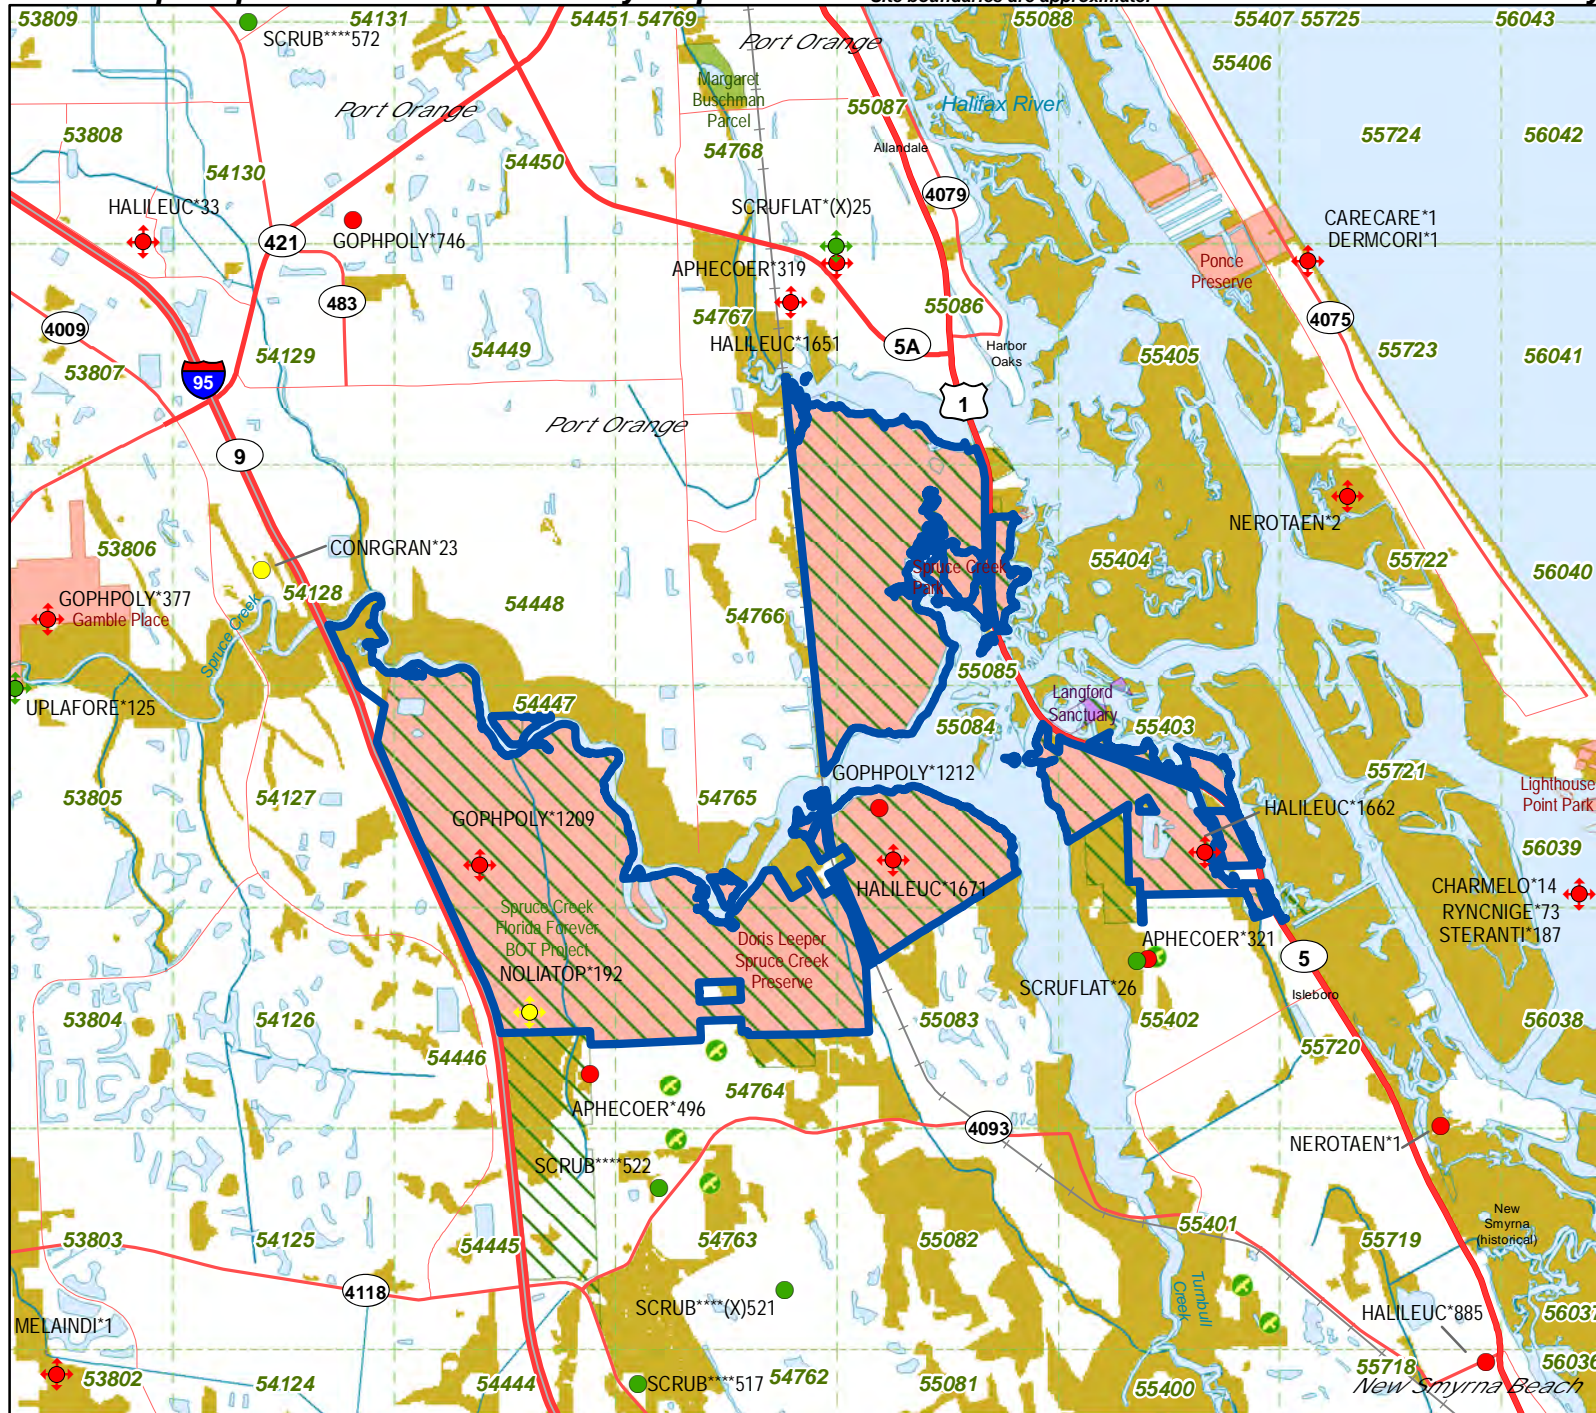 Site boundaries are approximate.
53809
54131
54451 54769
55088
55407 55725
56043
SCRUB****572
Port Orange
55406
Margaret
Buschman
Parcel
Port Orange
55087
Halifax River
53808
54130
54450
54768
Allandale
55724
56042
4079
HALILEUC*33
421
GOPHPOLY*746
SCRUFLAT*(X)25
CARECARE*1
DERMCORI*1
APHECOER*319
Ponce
Preserve
483
4009
54129
54449
54767
55086
4075
HALILEUC*1651
5A
Harbor
Oaks
55405
55723
56041
53807
95
1
Port Orange
9
NEROTAEN*2
53806
CONRGRAN*23
54128
54448
Spruce Creek
Park
55404
55722
56040
GOPHPOLY*377
Gamble Place
Spruce Creek
54766
55085
UPLAFORE*125
54447
Langford
Sanctuary
55084
55403
53805
54127
54765
GOPHPOLY*1212
55721
Lighthouse
Point Park
GOPHPOLY*1209
HALILEUC*1662
56039
HALILEUC*1671
CHARMELO*14
RYNCNIGE*73
STERANTI*187
Spruce Creek
Florida Forever
BOT Project
Doris Leeper
Spruce Creek
Preserve
APHECOER*321
5
NOLIATOP*192
SCRUFLAT*26
Isleboro
53804
54126
55083
55402
56038
54446
55720
54764
APHECOER*496
4093
NEROTAEN*1
SCRUB****522
New
Smyrna
(historical)
53803
54125
54445
54763
55082
55401
55719
4118
SCRUB****(X)521
Turnbull
Creek
MELAINDI*1
HALILEUC*885
56037
53802
54124
54444
SCRUB****517
54762
55081
55400
55718
56036
New Smyrna Beach